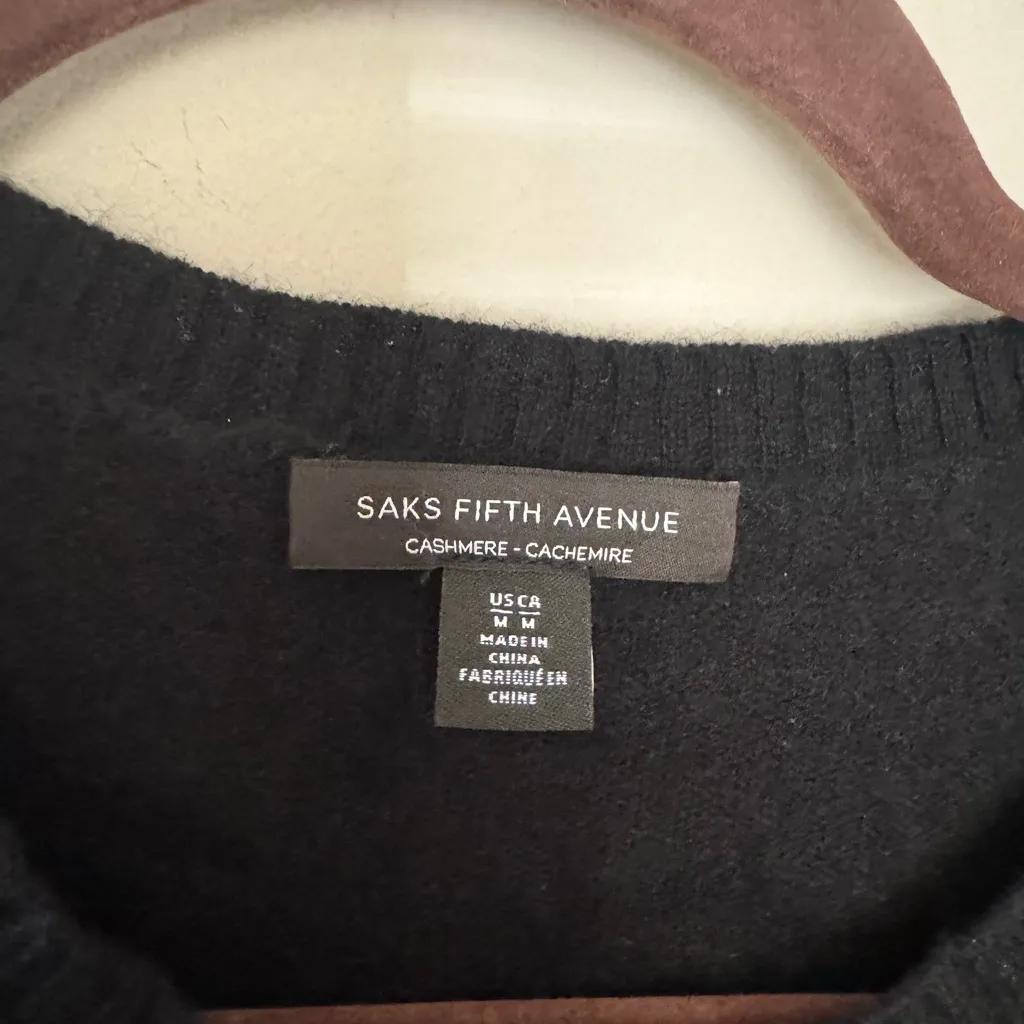 SAKS FIFTH AVENUE
CASHMERE - CACHEMIRE
US CA
M M
MADE IN
CHINA
FABRIQUÉ EN
CHINE